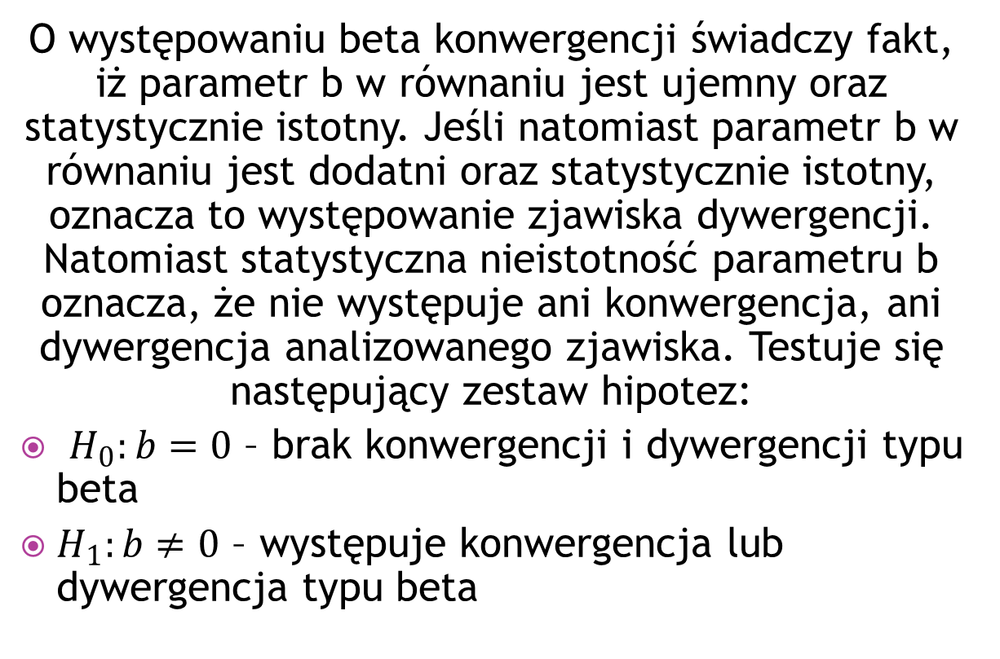 O występowaniu beta konwergencji świadczy fakt,
iż parametr b w równaniu jest ujemny oraz
statystycznie istotny. Jeśli natomiast parametr b w
równaniu jest dodatni oraz statystycznie istotny,
oznacza to występowanie zjawiska dywergencji.
Natomiast statystyczna nieistotność parametru b
oznacza, że nie występuje ani konwergencja, ani
dywergencja analizowanego zjawiska. Testuje się
następujący zestaw hipotez:
H₀: b = 0 – brak konwergencji i dywergencji typu
beta
H₁: b ≠ 0 – występuje konwergencja lub
dywergencja typu beta